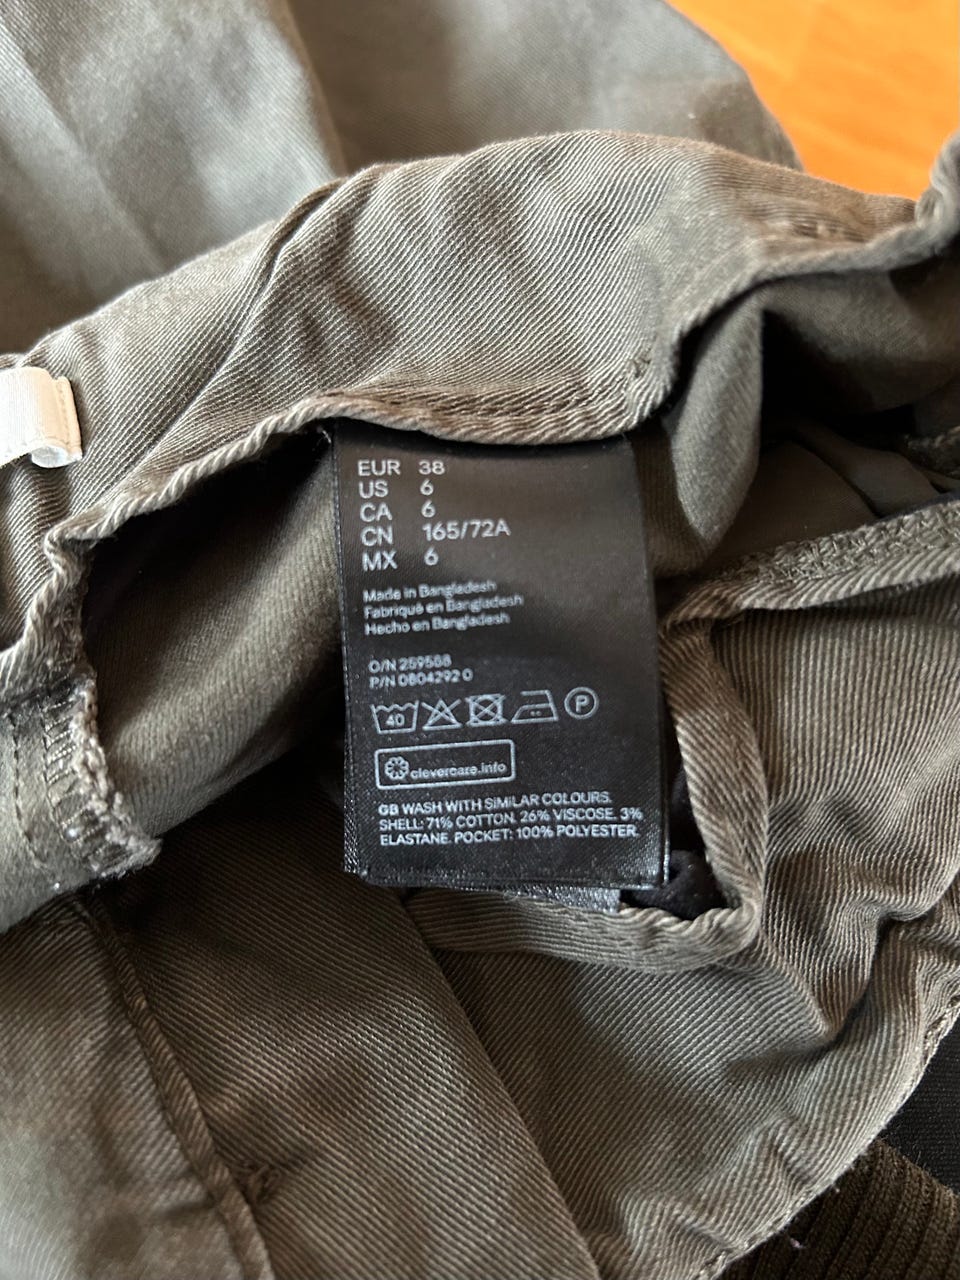 EUR 38
US 6
CA 6
CN 165/72A
MX 6
Made in Bangladesh
Fabriqué en Bangladesh
Hecho en Bangladesh
O/N 259588
P/N 0804292 0
40
P
clevercare.info
GB WASH WITH SIMILAR COLOURS.
SHELL: 71% COTTON. 26% VISCOSE. 3%
ELASTANE. POCKET: 100% POLYESTER.